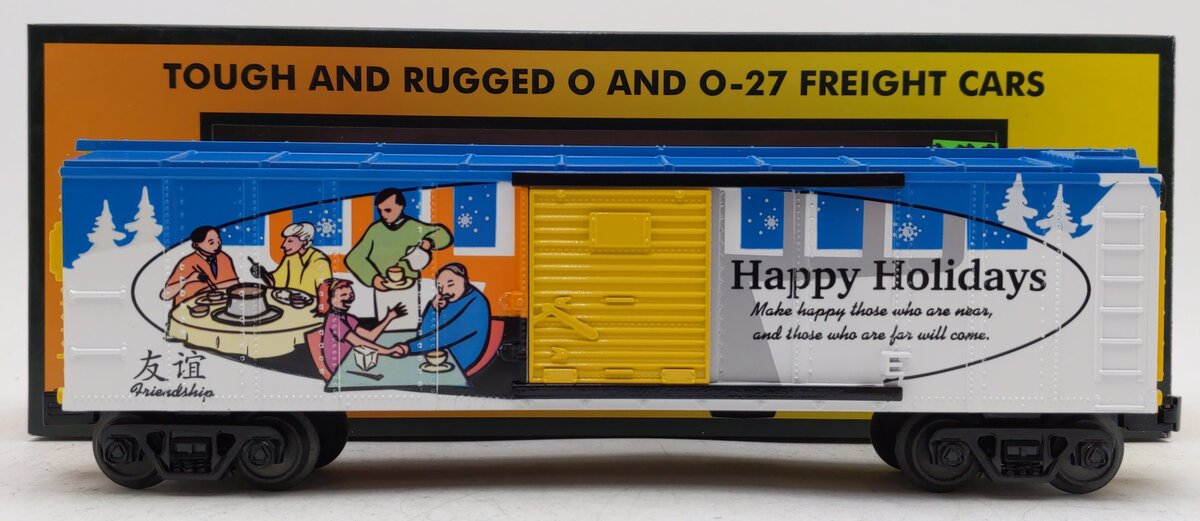 TOUGH AND RUGGED O AND O-27 FREIGHT CARS
Happy Holidays
Make happy those who are near,
and those who are far will come.
友谊
Friendship